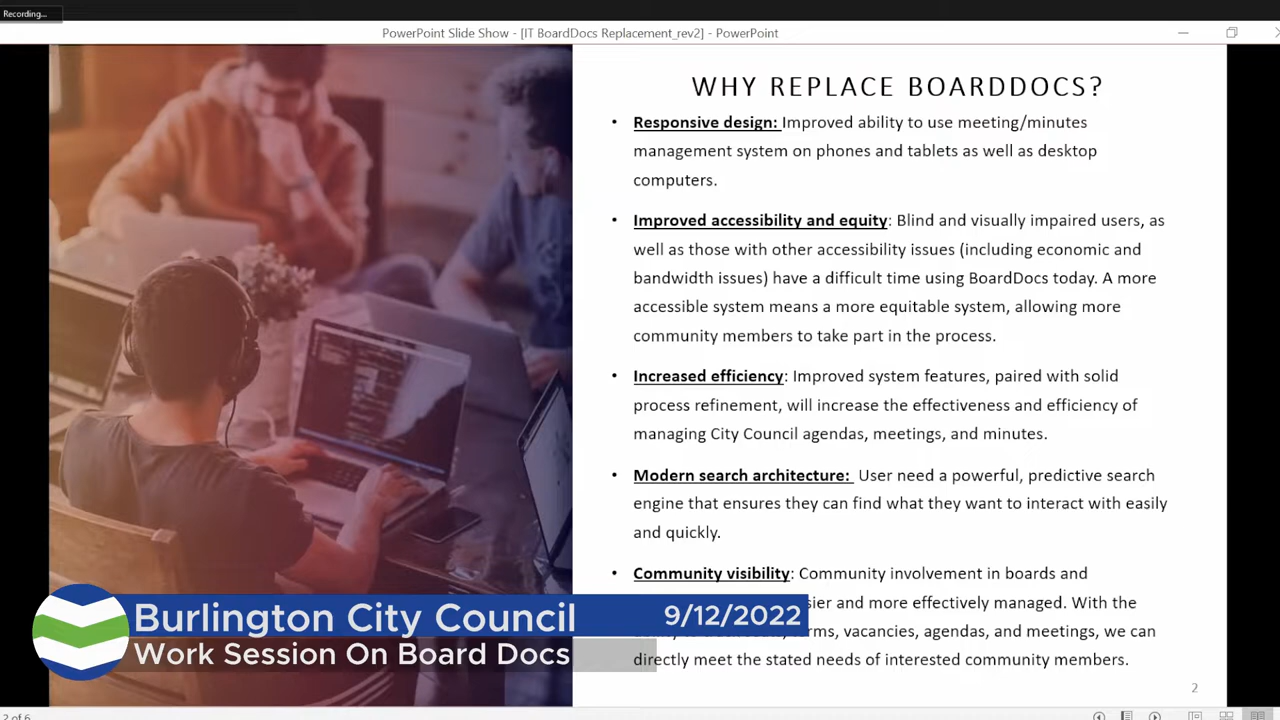 Recording...
PowerPoint Slide Show - [IT BoardDocs Replacement_rev2] - PowerPoint
WHY REPLACE BOARDDOCS?
• Responsive design: Improved ability to use meeting/minutes
management system on phones and tablets as well as desktop
computers.
• Improved accessibility and equity: Blind and visually impaired users, as
well as those with other accessibility issues (including economic and
bandwidth issues) have a difficult time using BoardDocs today. A more
accessible system means a more equitable system, allowing more
community members to take part in the process.
• Increased efficiency: Improved system features, paired with solid
process refinement, will increase the effectiveness and efficiency of
managing City Council agendas, meetings, and minutes.
• Modern search architecture: User need a powerful, predictive search
engine that ensures they can find what they want to interact with easily
and quickly.
• Community visibility: Community involvement in boards and
and more effectively managed. With the
vacancies, agendas, and meetings, we can
directly meet the stated needs of interested community members.
Burlington City Council 9/12/2022
Work Session On Board Docs
2
2 of 6